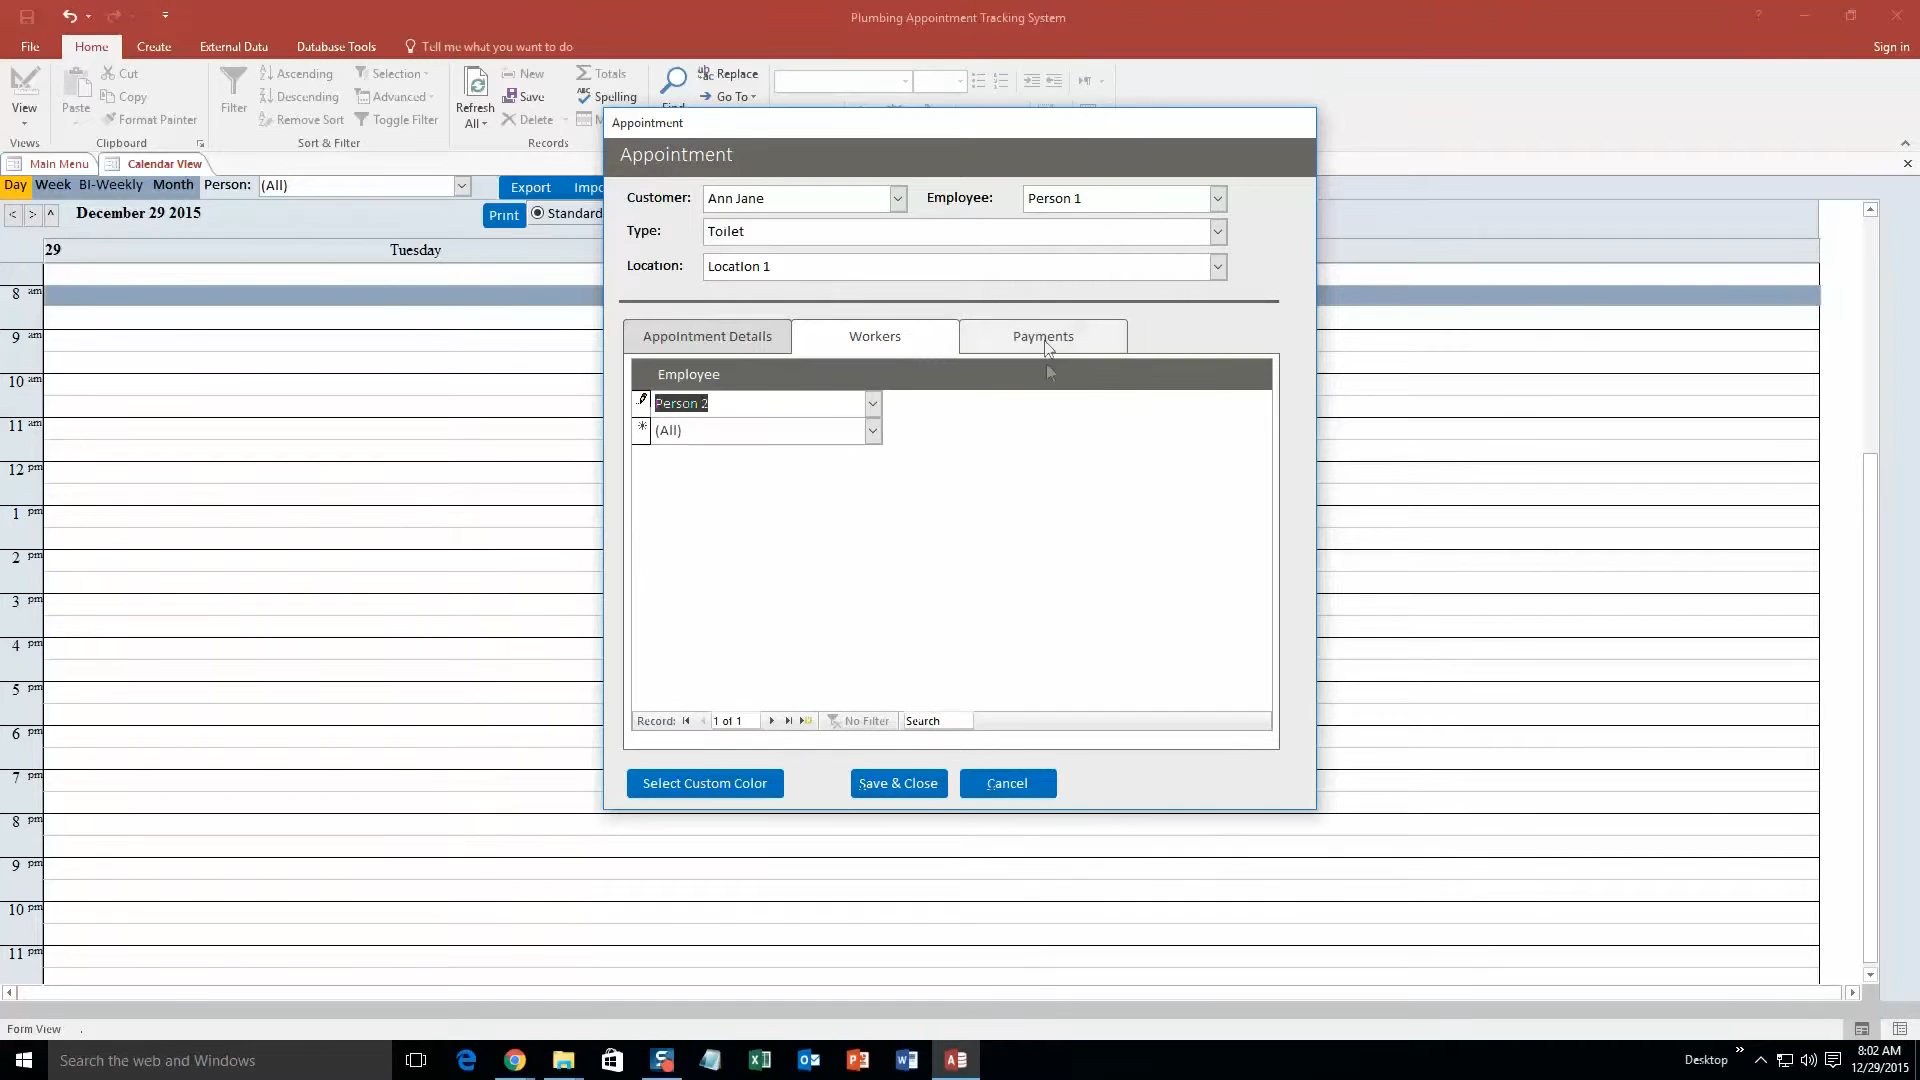 Plumbing Appointment Tracking System
File Home Create External Data Database Tools Tell me what you want to do Sign in
View
Views
Paste
Cut
Copy
Format Painter
Clipboard
Filter
Ascending
Descending
Remove Sort
Selection
Advanced
Toggle Filter
Sort & Filter
Refresh
All
New
Save
Delete
Totals
Spelling
Records
Find
Replace
Go To
Main Menu Calendar View
Day Week BI-Weekly Month Person: (All) Export
< > ^ December 29 2015 Print Standard
29 Tuesday
8 am
9 am
10 am
11 am
12 pm
1 pm
2 pm
3 pm
4 pm
5 pm
6 pm
7 pm
8 pm
9 pm
10 pm
11 pm
Appointment
Appointment
Customer: Ann Jane Employee: Person 1
Type: Toilet
Location: Location 1
Appointment Details Workers Payments
Employee
Person 2
(All)
Record: 1 of 1 No Filter Search
Select Custom Color Save & Close Cancel
Form View
Search the web and Windows
Desktop
8:02 AM
12/29/2015